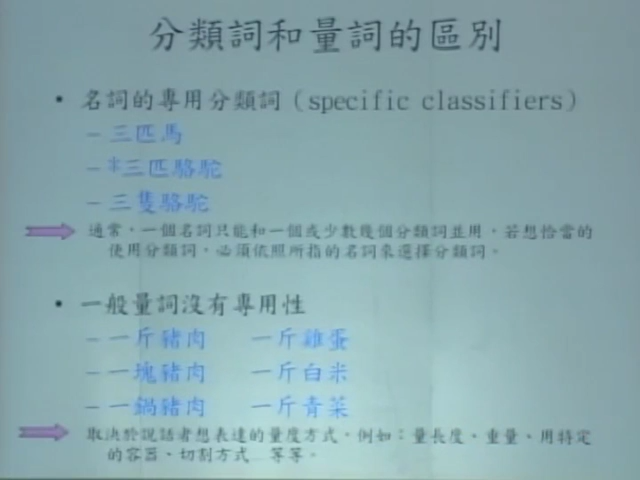 分類詞和量詞的區別
• 名詞的專用分類詞（specific classifiers）
–三匹馬
–*三匹駱駝
–三隻駱駝
通常，一個名詞只能和一個或少數幾個分類詞並用，若想恰當的
使用分類詞，必須依照所指的名詞來選擇分類詞。
• 一般量詞沒有專用性
–一斤豬肉 一斤雞蛋
–一塊豬肉 一斤白米
–一鍋豬肉 一斤青菜
取決於說話者想表達的量度方式。例如：量長度、重量、用特定
的容器、切割方式…等等。